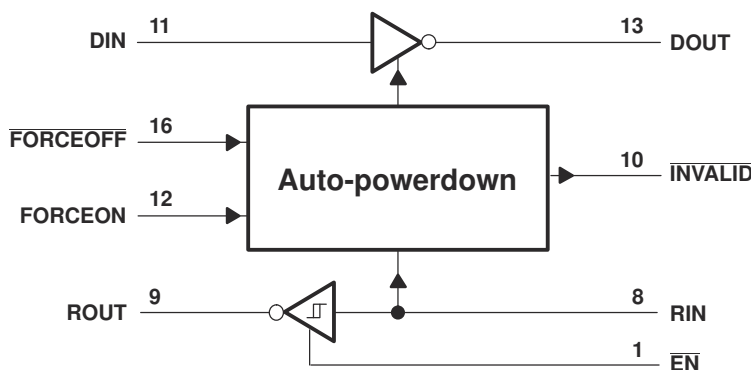 DIN 11 13 DOUT
FORCEOFF 16
Auto-powerdown
10 INVALID
FORCEON 12
ROUT 9 8 RIN
1 EN